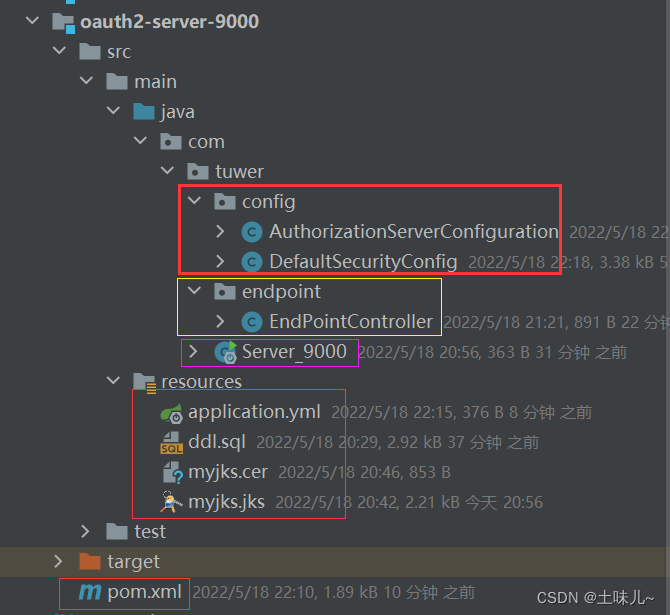 oauth2-server-9000
src
main
java
com
tuwer
config
AuthorizationServerConfiguration 2022/5/18 22
DefaultSecurityConfig 2022/5/18 22:18, 3.38 kB 5
endpoint
EndPointController 2022/5/18 21:21, 891 B 22 分钟
Server_9000 2022/5/18 20:56, 363 B 31 分钟 之前
resources
application.yml 2022/5/18 22:15, 376 B 8 分钟 之前
SQL ddl.sql 2022/5/18 20:29, 2.92 kB 37 分钟 之前
myjks.cer 2022/5/18 20:46, 853 B
myjks.jks 2022/5/18 20:42, 2.21 kB 今天 20:56
test
target
m pom.xml 2022/5/18 22:10, 1.89 kB 10 分钟 之前
CSDN @土味儿~